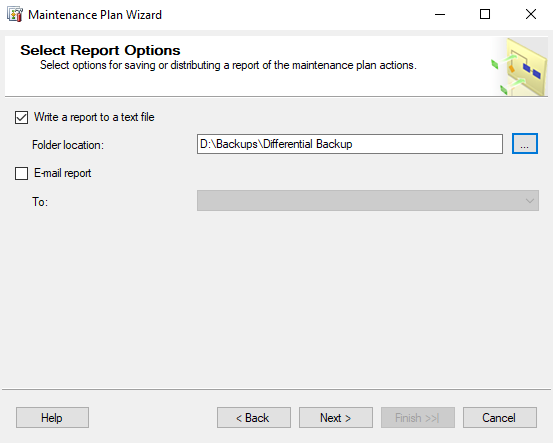 Maintenance Plan Wizard
Select Report Options
Select options for saving or distributing a report of the maintenance plan actions.
Write a report to a text file
Folder location:
D:\Backups\Differential Backup
...
E-mail report
To:
Help
< Back
Next >
Finish >>|
Cancel